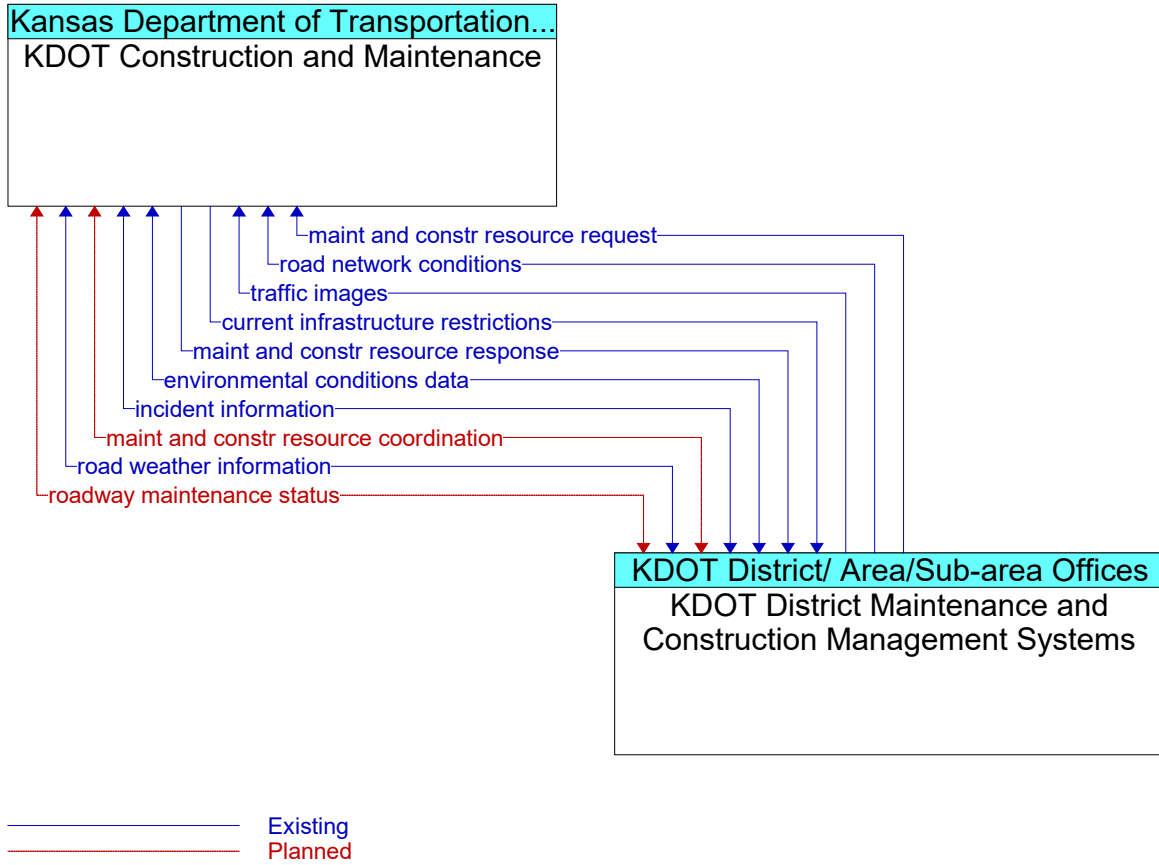 Kansas Department of Transportation...
KDOT Construction and Maintenance
maint and constr resource request
road network conditions
traffic images
current infrastructure restrictions
maint and constr resource response
environmental conditions data
incident information
maint and constr resource coordination
road weather information
roadway maintenance status
KDOT District/ Area/Sub-area Offices
KDOT District Maintenance and
Construction Management Systems
Existing
Planned